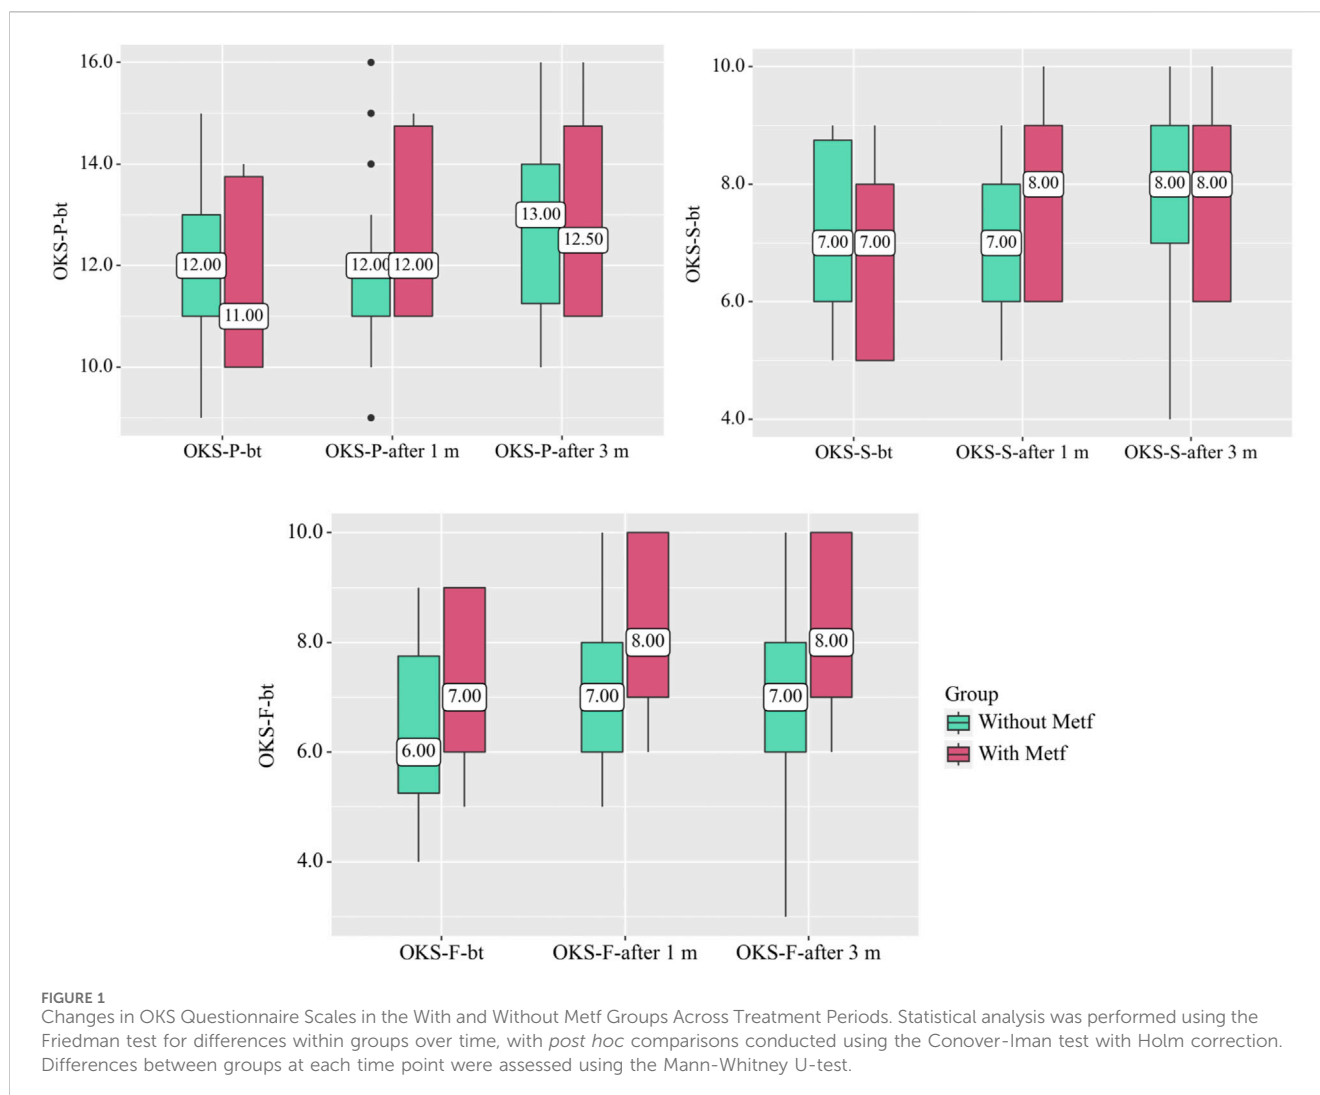 16.0
14.0
12.0
10.0
OKS-P-bt
12.00
11.00
12.00
12.00
13.00
12.50
OKS-P-bt OKS-P-after 1 m OKS-P-after 3 m
10.0
8.0
6.0
4.0
OKS-S-bt
7.00
7.00
7.00
8.00
8.00
8.00
OKS-S-bt OKS-S-after 1 m OKS-S-after 3 m
10.0
8.0
6.0
4.0
OKS-F-bt
6.00
7.00
7.00
8.00
7.00
8.00
OKS-F-bt OKS-F-after 1 m OKS-F-after 3 m
Group
Without Metf
With Metf
FIGURE 1
Changes in OKS Questionnaire Scales in the With and Without Metf Groups Across Treatment Periods. Statistical analysis was performed using the
Friedman test for differences within groups over time, with post hoc comparisons conducted using the Conover-Iman test with Holm correction.
Differences between groups at each time point were assessed using the Mann-Whitney U-test.